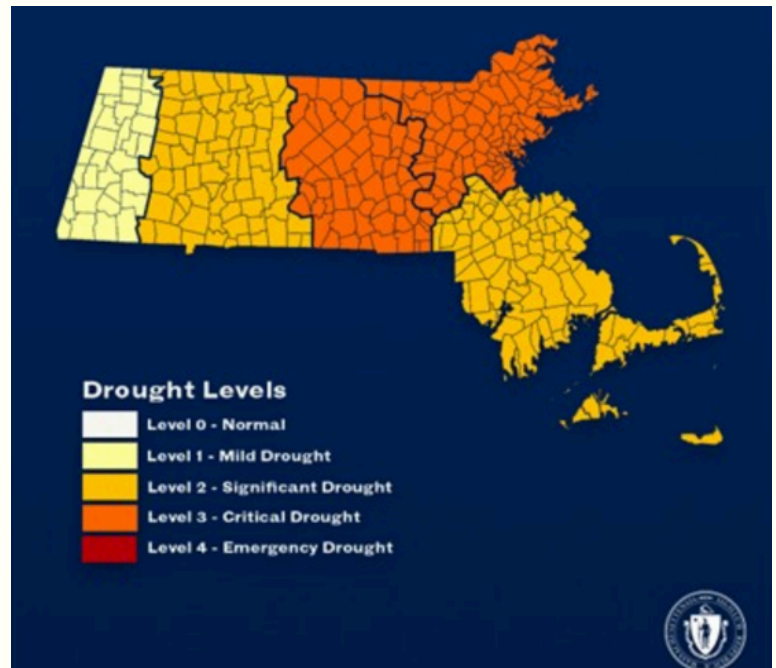 Drought Levels
Level 0 - Normal
Level 1 - Mild Drought
Level 2 - Significant Drought
Level 3 - Critical Drought
Level 4 - Emergency Drought